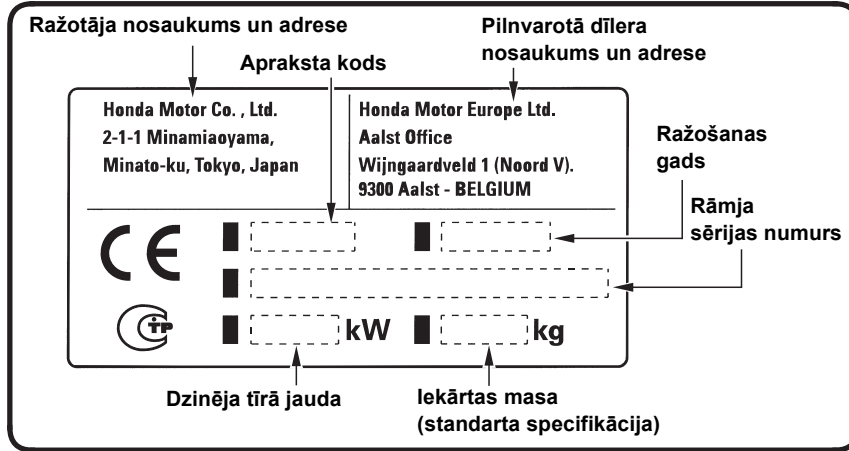 Ražotāja nosaukums un adrese
Pilnvarotā dīlera
nosaukums un adrese
Apraksta kods
Honda Motor Co. , Ltd.
2-1-1 Minamiaoyama,
Minato-ku, Tokyo, Japan
Honda Motor Europe Ltd.
Aalst Office
Wijngaardveld 1 (Noord V).
9300 Aalst - BELGIUM
Ražošanas
gads
Rāmja
sērijas numurs
CE
СTP
kW
kg
Dzinēja tīrā jauda
Iekārtas masa
(standarta specifikācija)